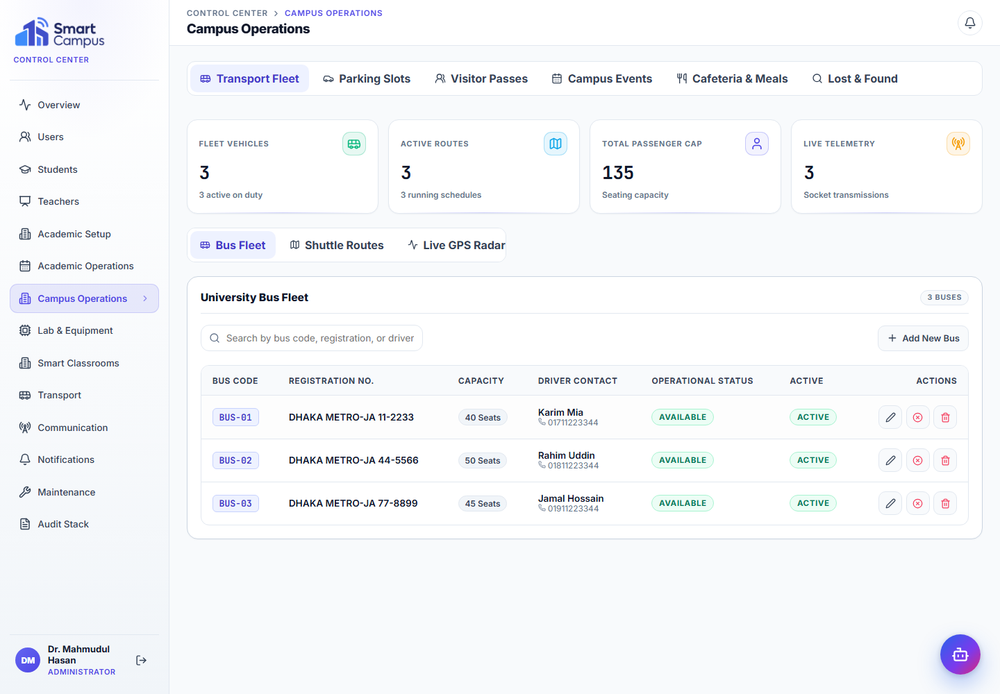 Smart
Campus
CONTROL CENTER
Overview
Users
Students
Teachers
Academic Setup
Academic Operations
Campus Operations
Lab & Equipment
Smart Classrooms
Transport
Communication
Notifications
Maintenance
Audit Stack
DM
Dr. Mahmudul
Hasan
ADMINISTRATOR
CONTROL CENTER > CAMPUS OPERATIONS
Campus Operations
Transport Fleet Parking Slots Visitor Passes Campus Events Cafeteria & Meals Lost & Found
FLEET VEHICLES
3
3 active on duty
ACTIVE ROUTES
3
3 running schedules
TOTAL PASSENGER CAP
135
Seating capacity
LIVE TELEMETRY
3
Socket transmissions
Bus Fleet Shuttle Routes Live GPS Radar
University Bus Fleet 3 BUSES
Search by bus code, registration, or driver Add New Bus
BUS CODE REGISTRATION NO. CAPACITY DRIVER CONTACT OPERATIONAL STATUS ACTIVE ACTIONS
BUS-01 DHAKA METRO-JA 11-2233 40 Seats Karim Mia 01711223344 AVAILABLE ACTIVE
BUS-02 DHAKA METRO-JA 44-5566 50 Seats Rahim Uddin 01811223344 AVAILABLE ACTIVE
BUS-03 DHAKA METRO-JA 77-8899 45 Seats Jamal Hossain 01911223344 AVAILABLE ACTIVE